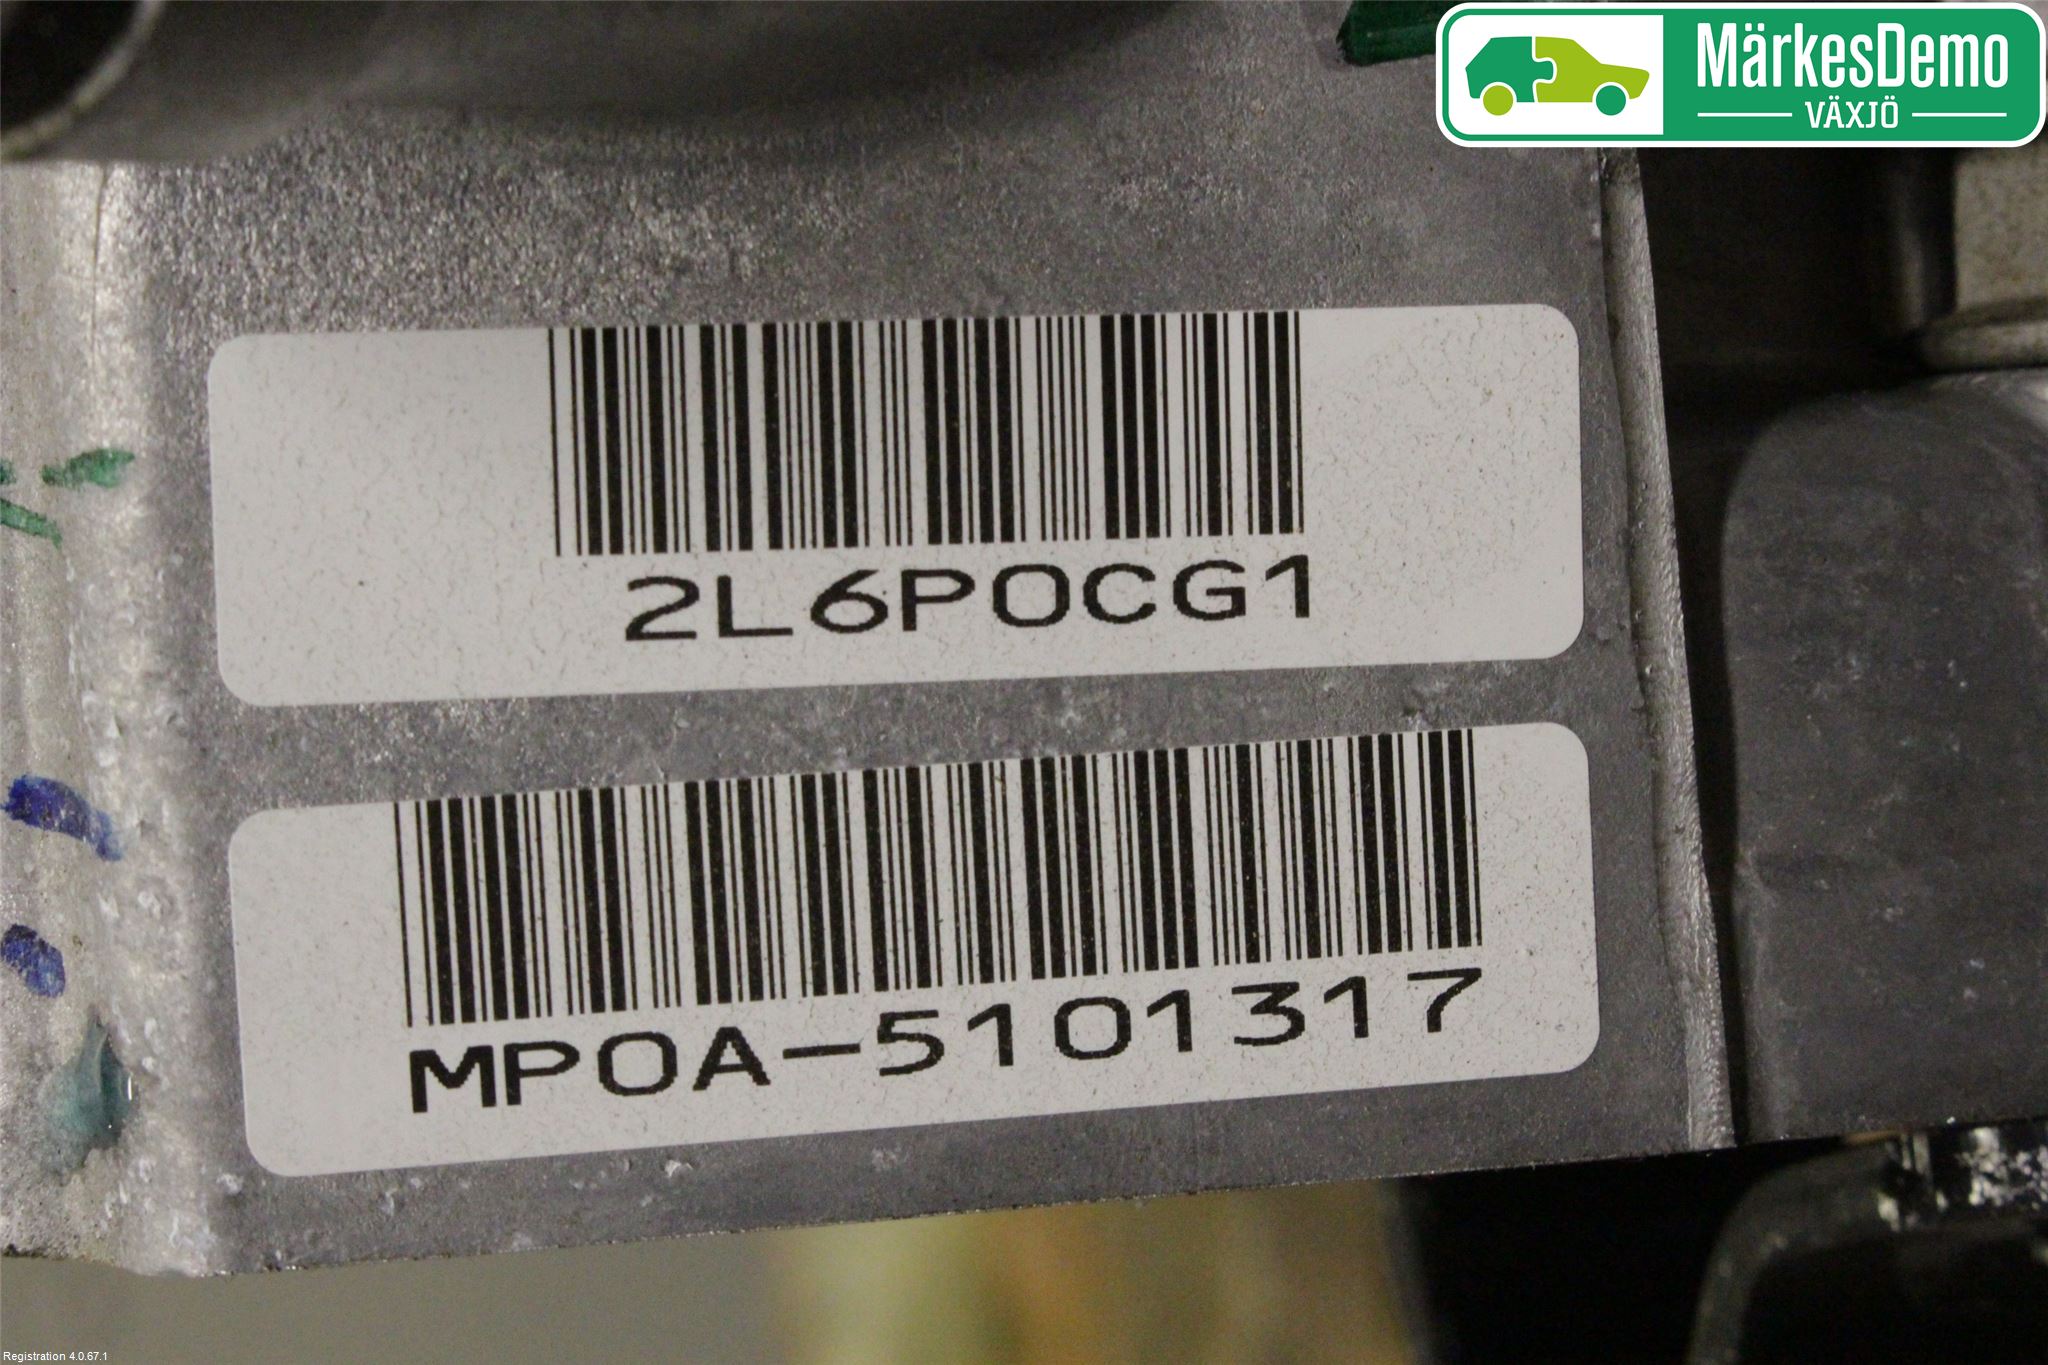 MärkesDemo
VÄXJÖ
2L6P0CG1
MP0A-5101317
Registration 4.0.67.1